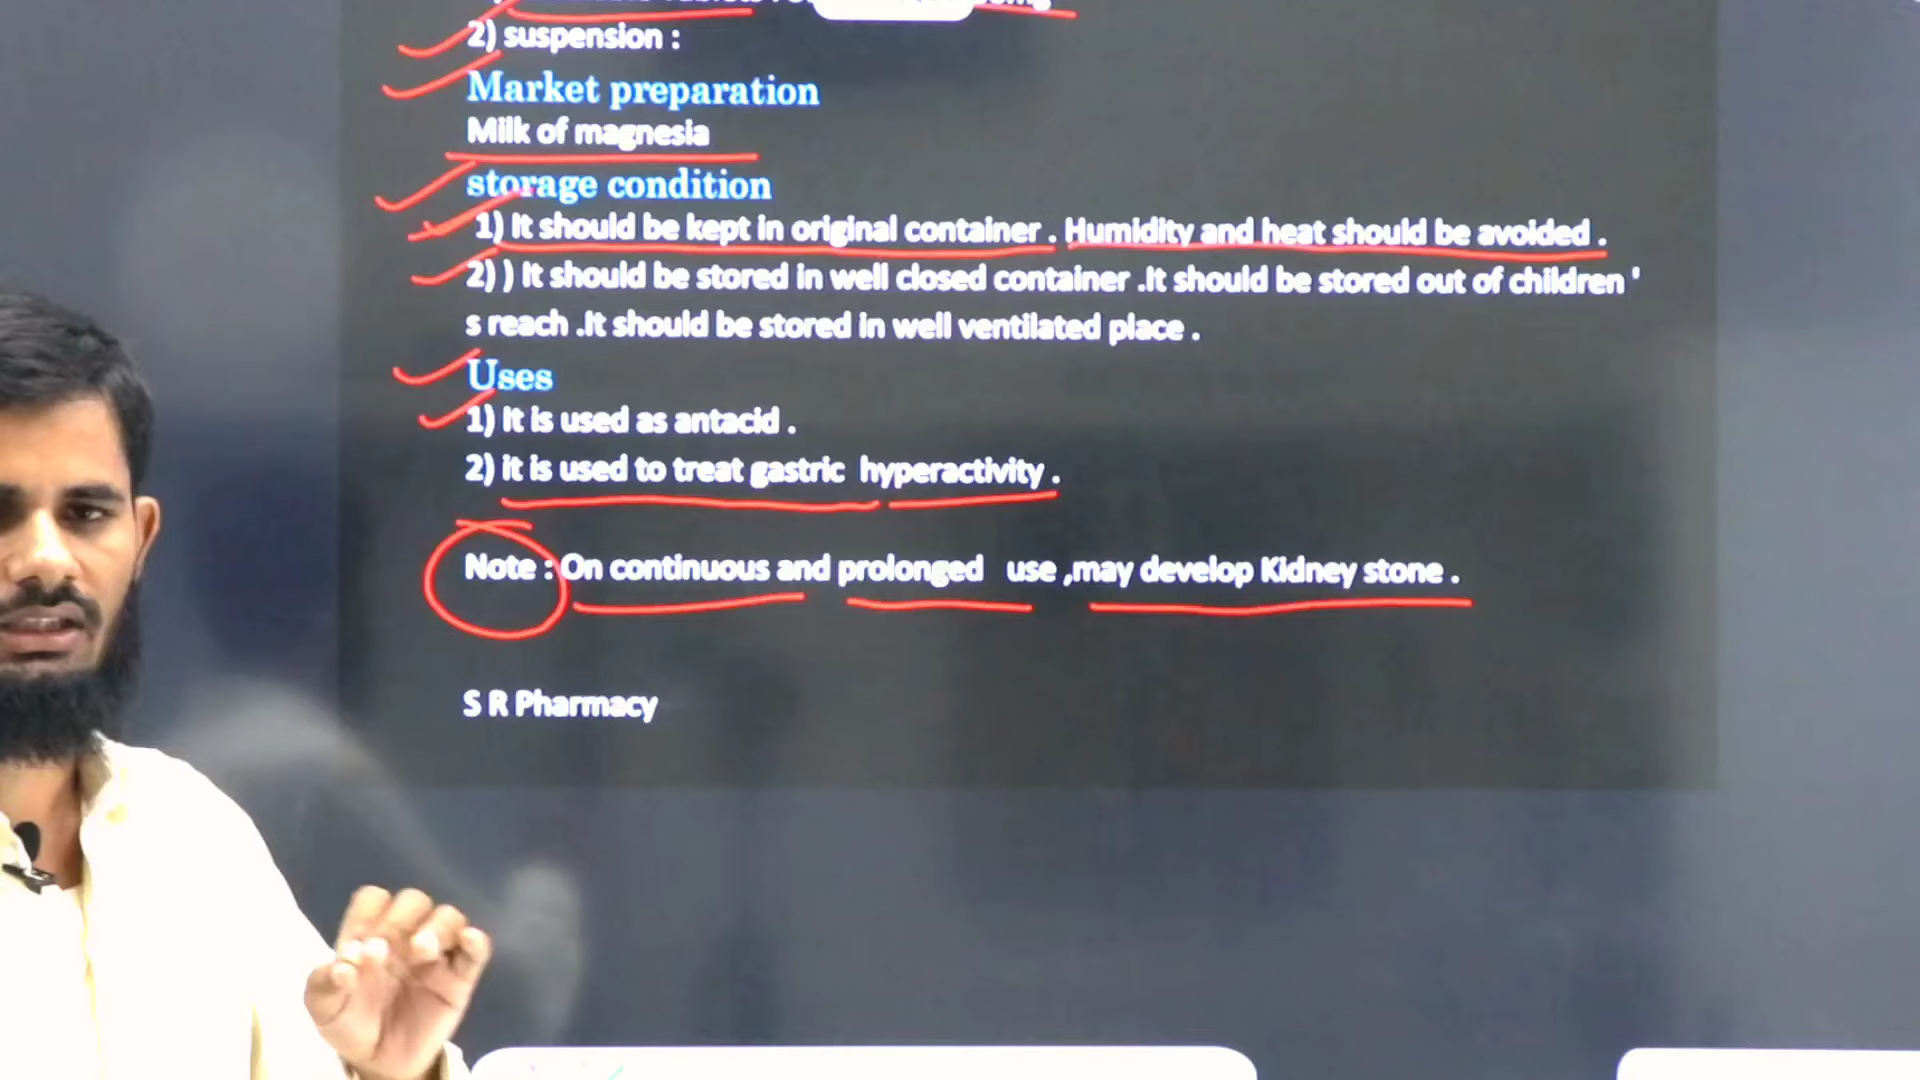 2) suspension :
Market preparation
Milk of magnesia
storage condition
1) It should be kept in original container . Humidity and heat should be avoided .
2) ) It should be stored in well closed container .It should be stored out of children '
s reach .It should be stored in well ventilated place .
Uses
1) It is used as antacid .
2) it is used to treat gastric hyperactivity .
Note : On continuous and prolonged use ,may develop Kidney stone .
S R Pharmacy